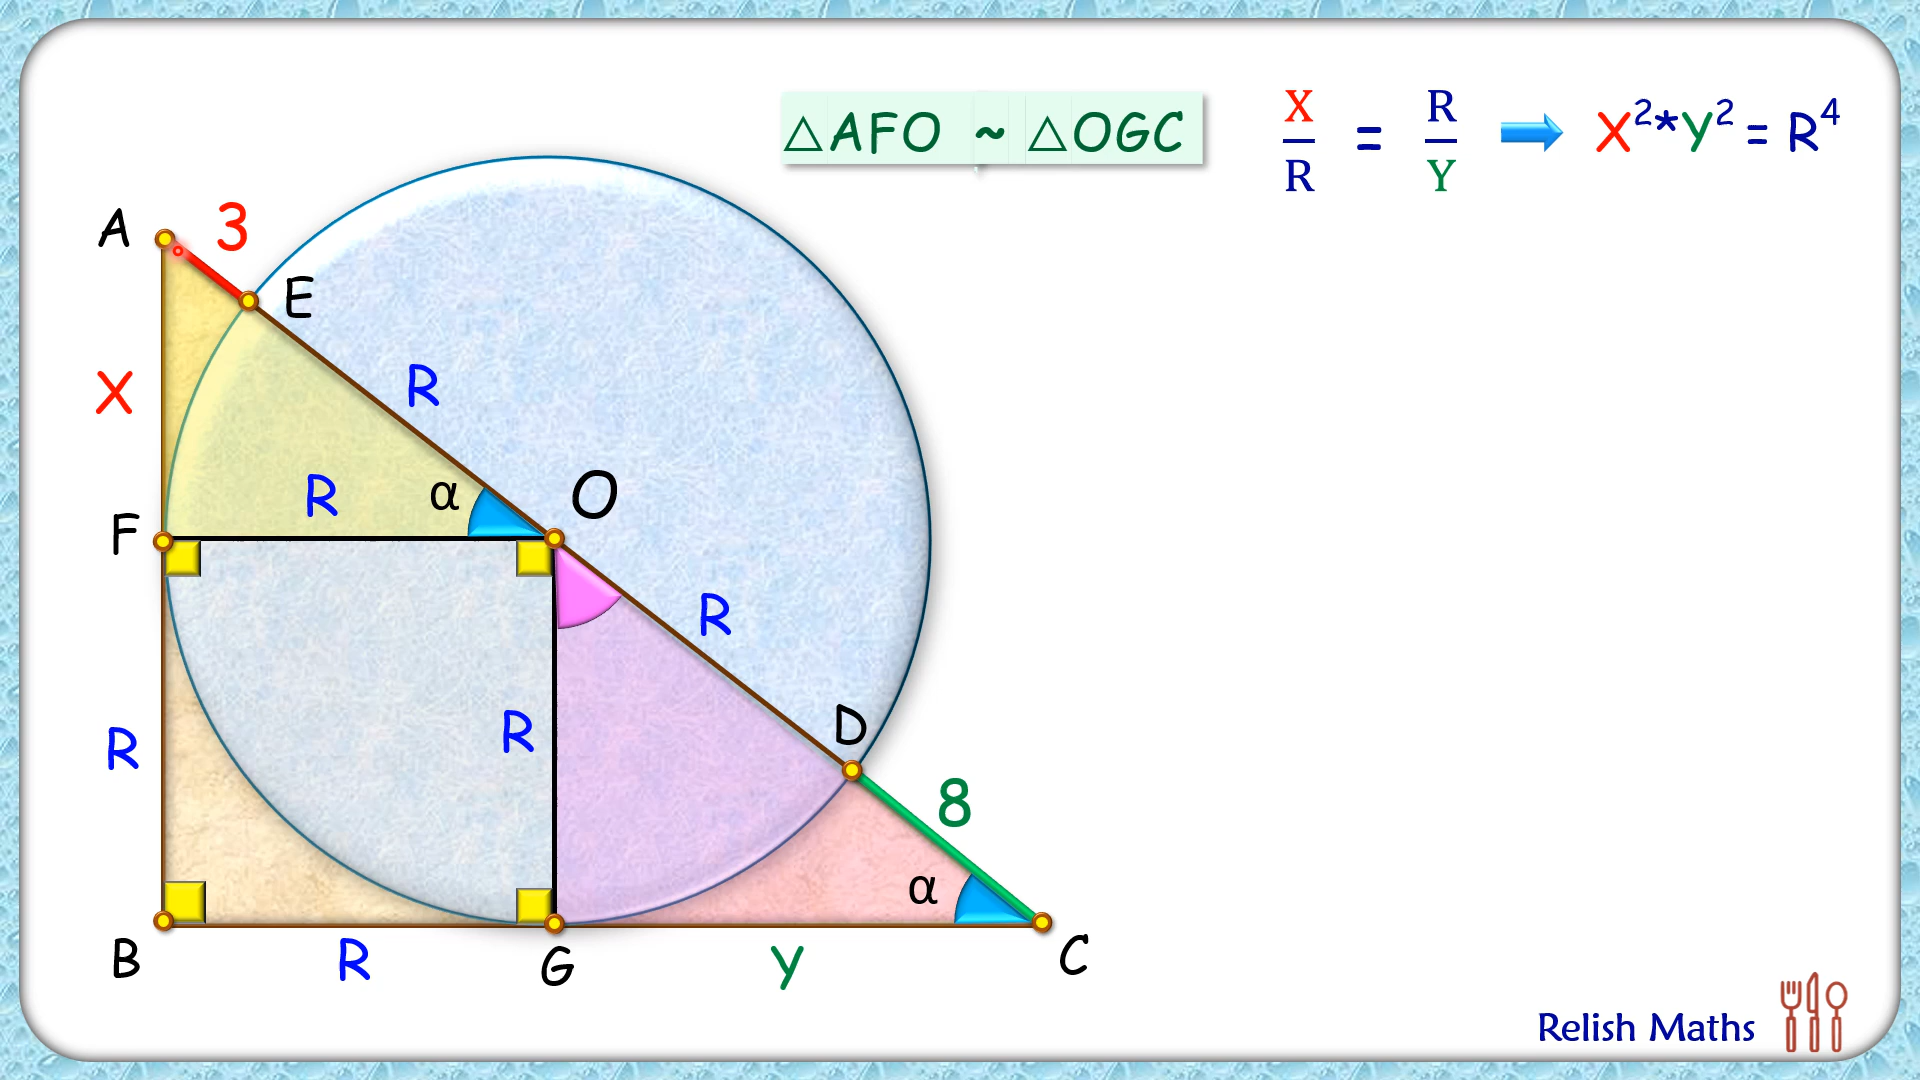 △AFO ~ △OGC
X/R = R/Y ➡ X²*Y² = R⁴
A 3
E
X
R
R α O
F
R
D
R R
8
α
B R G Y C
Relish Maths